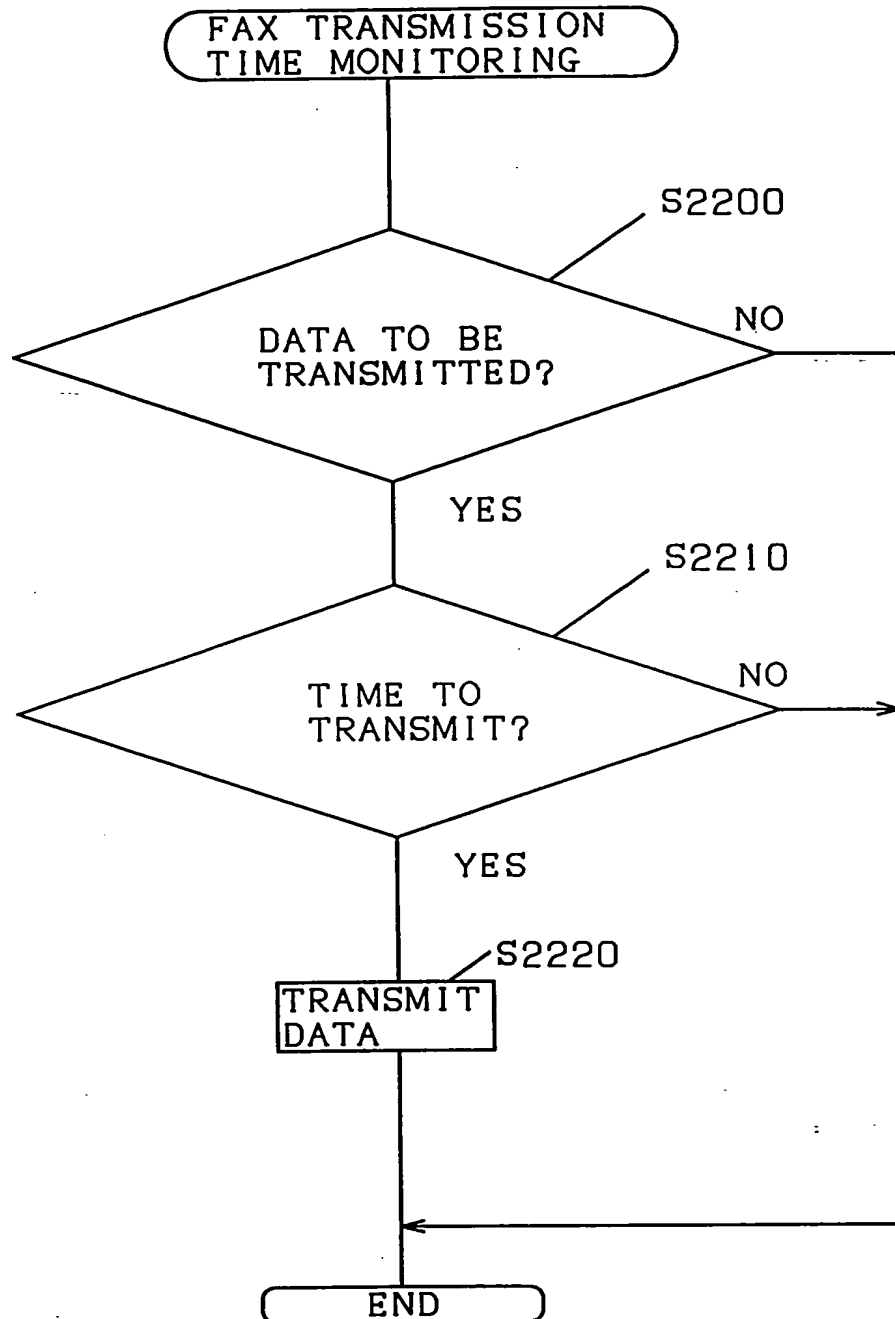 FAX TRANSMISSION
TIME MONITORING
S2200
DATA TO BE
TRANSMITTED?
NO
YES
S2210
TIME TO
TRANSMIT?
NO
YES
S2220
TRANSMIT
DATA
END